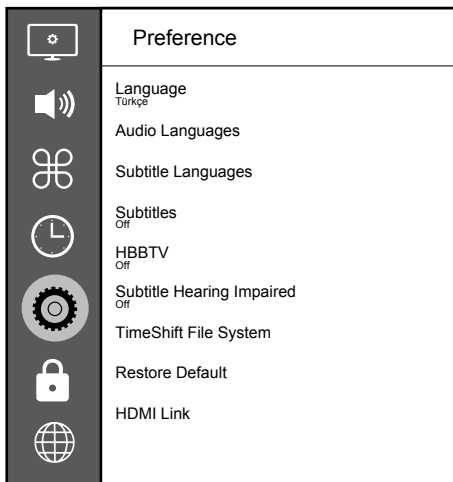 Preference
Language
Türkçe
Audio Languages
Subtitle Languages
Subtitles
Off
HBBTV
Off
Subtitle Hearing Impaired
Off
TimeShift File System
Restore Default
HDMI Link